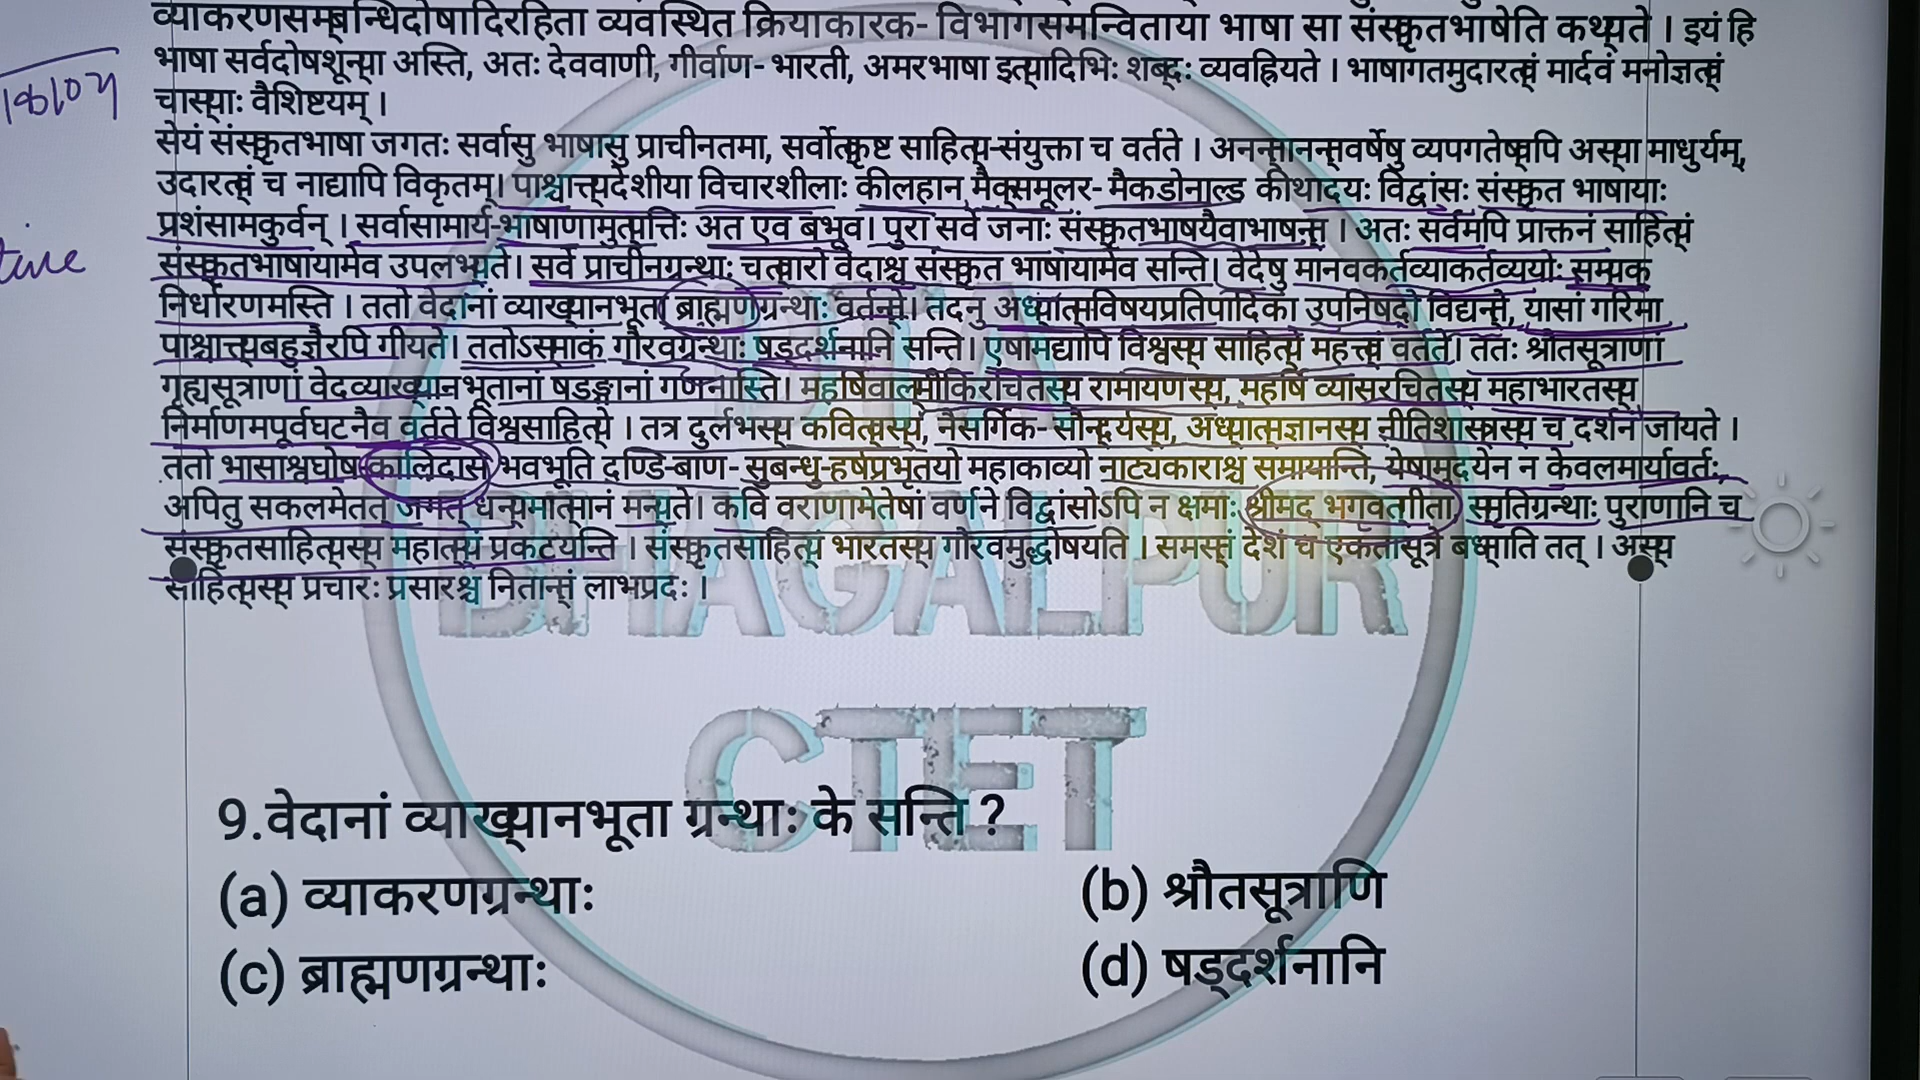 व्याकरणसम्बन्धिदोषादिरहिता व्यवस्थित क्रियाकारक- विभागसमन्विताया भाषा सा संस्कृतभाषेति कथ्यते । इयं हि
भाषा सर्वदोषशून्या अस्ति, अतः देववाणी, गीर्वाण- भारती, अमरभाषा इत्यादिभिः शब्दः व्यवह्रियते । भाषागतमुदारत्वं मार्दवं मनोज्ञत्वं
चास्याः वैशिष्टयम् ।
सेयं संस्कृतभाषा जगतः सर्वासु भाषासु प्राचीनतमा, सर्वोत्कृष्ट साहित्य-संयुक्ता च वर्तते । अनन्तानन्तवर्षेषु व्यपगतेष्वपि अस्या माधुर्यम्,
उदारत्वं च नाद्यापि विकृतम्। पाश्चात्त्यदेशीया विचारशीलाः कीलहान, मैक्समूलर- मैकडोनाल्ड कीथादयः विद्वांसः संस्कृत भाषायाः
प्रशंसामकुर्वन् । सर्वासामार्य-भाषाणामुत्पत्तिः अत एव बभूव। पुरा सर्वे जनाः संस्कृतभाषयैवाभाषन्त । अतः सर्वमपि प्राक्तनं साहित्यं
संस्कृतभाषायामेव उपलभ्यते। सर्वे प्राचीनग्रन्थाः चत्वारो वेदाश्च संस्कृत भाषायामेव सन्ति। वेदेषु मानवकर्तव्याकर्तव्ययोः सम्यक्
निर्धारणमस्ति । ततो वेदानां व्याख्यानभूता ब्राह्मणग्रन्थाः वर्तन्ते। तदनु अध्यात्मविषयप्रतिपादिका उपनिषदो विद्यन्ते, यासां गरिमा
पाश्चात्त्यबहुज्ञैरपि गीयते। ततोऽस्माकं गौरवग्रन्थाः षड्दर्शनानि सन्ति। एषामद्यापि विश्वस्य साहित्ये महत्त्वं वर्तते। ततः श्रौतसूत्राणां
गृह्यसूत्राणां वेदव्याख्यानभूतानां षडङ्गानां गणनास्ति। महर्षिवाल्मीकिरचितस्य रामायणस्य, महर्षि व्यासरचितस्य महाभारतस्य
निर्माणमपूर्वघटनैव वर्तते विश्वसाहित्ये । तत्र दुर्लभस्य कवित्वस्य, नैसर्गिक-सौन्दर्यस्य, अध्यात्मज्ञानस्य नीतिशास्त्रस्य च दर्शनं जायते ।
ततो भासाश्वघोष-कालिदास भवभूति दण्डि-बाण- सुबन्धु-हर्षप्रभृतयो महाकाव्यो नाट्यकाराश्च समायान्ति, येषामुदयेन न केवलमार्यावर्तः,
अपितु सकलमेतत् जगत् धन्यमात्मानं मन्यते। कवि वराणामेतेषां वर्णने विद्वांसोऽपि न क्षमाः श्रीमद् भगवत्गीता स्मृतिग्रन्थाः पुराणानि च
संस्कृतसाहित्यस्य महात्म्यं प्रकटयन्ति । संस्कृतसाहित्यं भारतस्य गौरवमुद्घोषयति । समस्तं देशं च एकतासूत्रे बध्नाति तत् । अस्य
साहित्यस्य प्रचारः प्रसारश्च नितान्तं लाभप्रदः ।
BHAGALPUR
CTET
9.वेदानां व्याख्यानभूता ग्रन्थाः के सन्ति ?
(a) व्याकरणग्रन्थाः
(b) श्रौतसूत्राणि
(c) ब्राह्मणग्रन्थाः
(d) षड्दर्शनानि